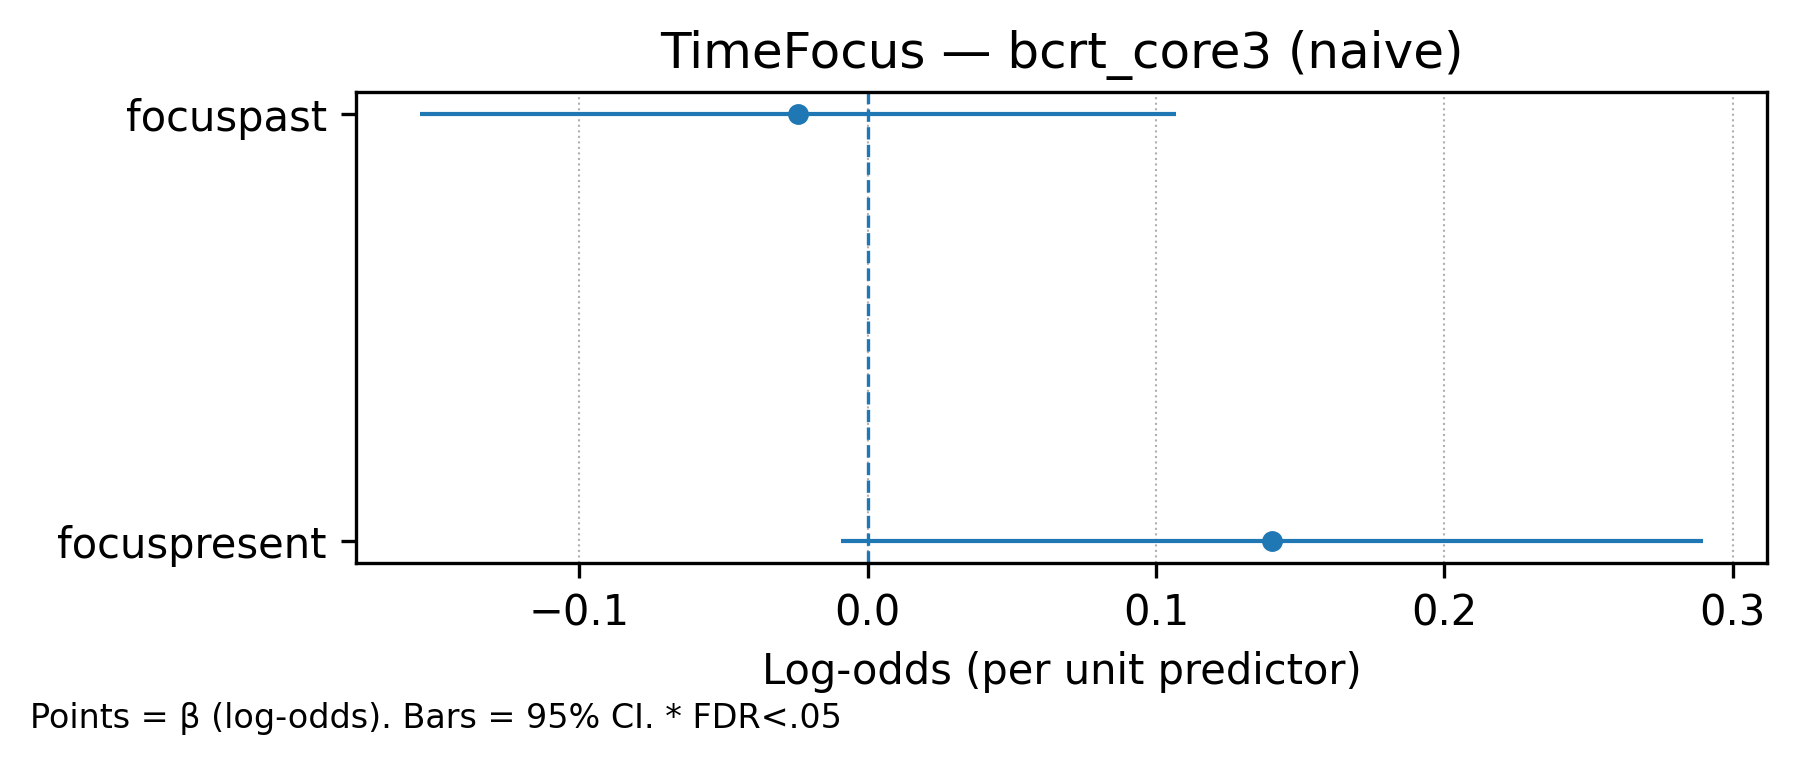 TimeFocus — bcrt_core3 (naive)
focuspast
focuspresent
−0.1 0.0 0.1 0.2 0.3
Log-odds (per unit predictor)
Points = β (log-odds). Bars = 95% CI. * FDR<.05